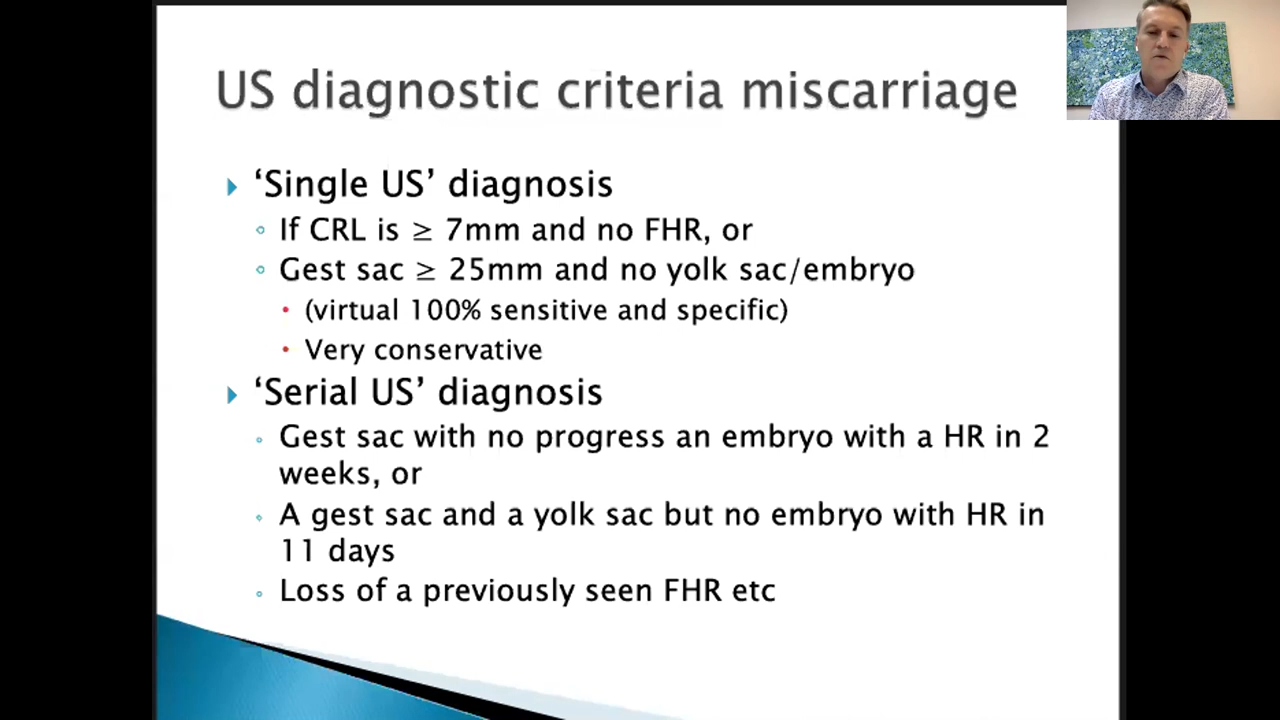 US diagnostic criteria miscarriage
‘Single US’ diagnosis
If CRL is ≥ 7mm and no FHR, or
Gest sac ≥ 25mm and no yolk sac/embryo
(virtual 100% sensitive and specific)
Very conservative
‘Serial US’ diagnosis
Gest sac with no progress an embryo with a HR in 2
weeks, or
A gest sac and a yolk sac but no embryo with HR in
11 days
Loss of a previously seen FHR etc